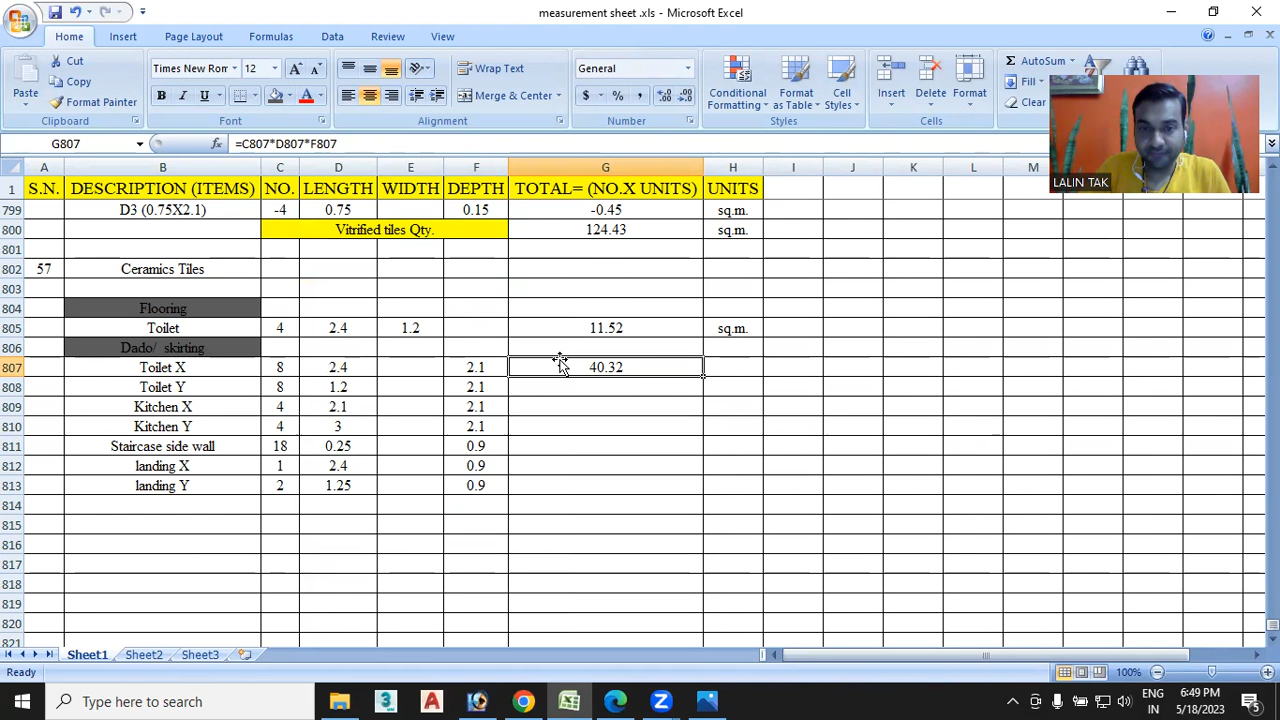 measurement sheet .xls - Microsoft Excel
Home Insert Page Layout Formulas Data Review View
Paste
Cut
Copy
Format Painter
Clipboard
Times New Rom 12
B I U
Font
Wrap Text
Merge & Center
Alignment
General
$ % ,
Number
Conditional Formatting
Format as Table
Cell Styles
Styles
Insert
Delete
Format
Cells
Σ AutoSum
Fill
Clear
G807
fx
=C807*D807*F807
LALIN TAK
A B C D E F G H I J K L M
1 S.N. DESCRIPTION (ITEMS) NO. LENGTH WIDTH DEPTH TOTAL= (NO.X UNITS) UNITS
799 D3 (0.75X2.1) -4 0.75 0.15 -0.45 sq.m.
800 Vitrified tiles Qty. 124.43 sq.m.
801
802 57 Ceramics Tiles
803
804 Flooring
805 Toilet 4 2.4 1.2 11.52 sq.m.
806 Dado/ skirting
807 Toilet X 8 2.4 2.1 40.32
808 Toilet Y 8 1.2 2.1
809 Kitchen X 4 2.1 2.1
810 Kitchen Y 4 3 2.1
811 Staircase side wall 18 0.25 0.9
812 landing X 1 2.4 0.9
813 landing Y 2 1.25 0.9
814
815
816
817
818
819
820
821
Sheet1 Sheet2 Sheet3
Ready
100%
Type here to search
ENG
IN
6:49 PM
5/18/2023
5